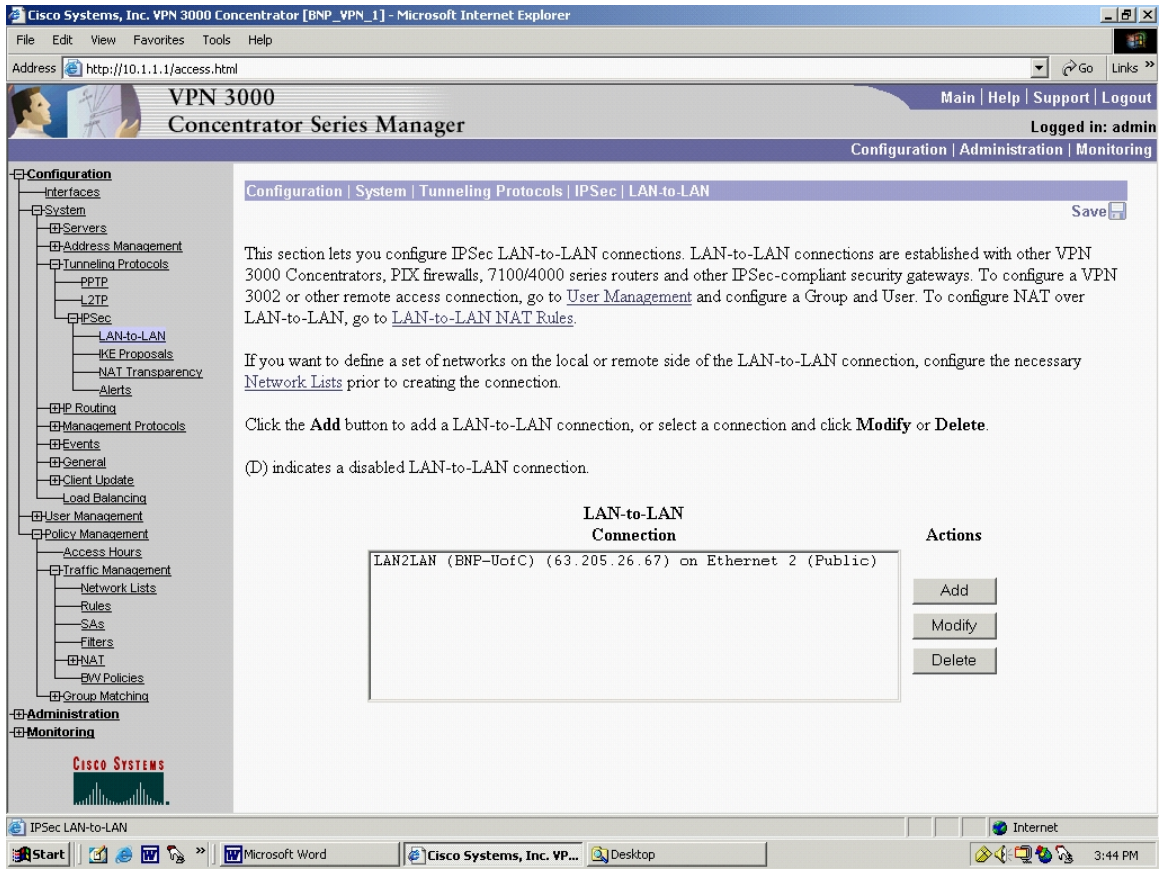 Cisco Systems, Inc. VPN 3000 Concentrator [BNP_VPN_1] - Microsoft Internet Explorer
File Edit View Favorites Tools Help
Address http://10.1.1.1/access.html Go Links »
VPN 3000
Concentrator Series Manager
Main | Help | Support | Logout
Logged in: admin
Configuration | Administration | Monitoring
Configuration
Interfaces
System
Servers
Address Management
Tunneling Protocols
PPTP
L2TP
IPSec
LAN-to-LAN
IKE Proposals
NAT Transparency
Alerts
IP Routing
Management Protocols
Events
General
Client Update
Load Balancing
User Management
Policy Management
Access Hours
Traffic Management
Network Lists
Rules
SAs
Filters
NAT
BW Policies
Group Matching
Administration
Monitoring
CISCO SYSTEMS
Configuration | System | Tunneling Protocols | IPSec | LAN-to-LAN
Save
This section lets you configure IPSec LAN-to-LAN connections. LAN-to-LAN connections are established with other VPN
3000 Concentrators, PIX firewalls, 7100/4000 series routers and other IPSec-compliant security gateways. To configure a VPN
3002 or other remote access connection, go to User Management and configure a Group and User. To configure NAT over
LAN-to-LAN, go to LAN-to-LAN NAT Rules.
If you want to define a set of networks on the local or remote side of the LAN-to-LAN connection, configure the necessary
Network Lists prior to creating the connection.
Click the Add button to add a LAN-to-LAN connection, or select a connection and click Modify or Delete.
(D) indicates a disabled LAN-to-LAN connection.
LAN-to-LAN
Connection Actions
LAN2LAN (BNP-UofC) (63.205.26.67) on Ethernet 2 (Public)
Add
Modify
Delete
IPSec LAN-to-LAN Internet
Start » Microsoft Word Cisco Systems, Inc. VP... Desktop 3:44 PM